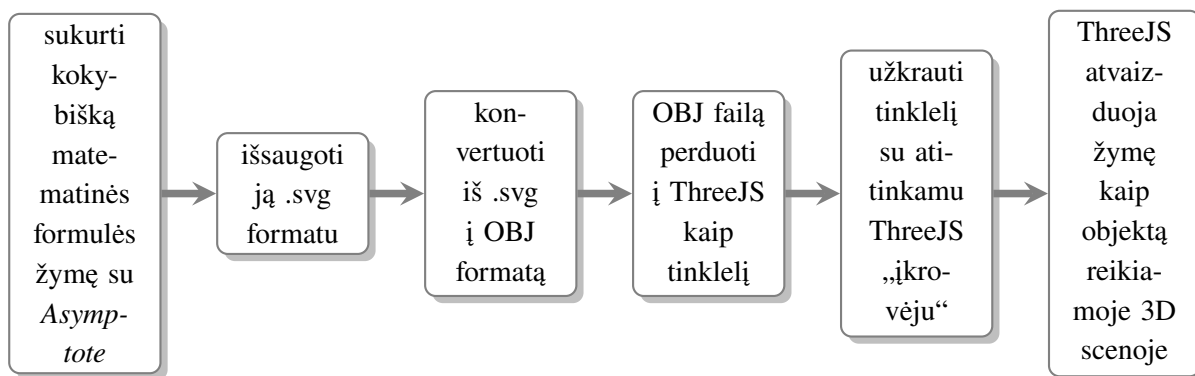 sukurti
koky-
bišką
mate-
matinės
formulės
žymę su
Asymp-
tote
išsaugoti
ją .svg
formatu
kon-
vertuoti
iš .svg
į OBJ
formatą
OBJ failą
perduoti
į ThreeJS
kaip
tinklelį
užkrauti
tinklelį
su ati-
tinkamu
ThreeJS
„įkro-
vėju“
ThreeJS
atvaiz-
duoja
žymę
kaip
objektą
reikia-
moje 3D
scenoje